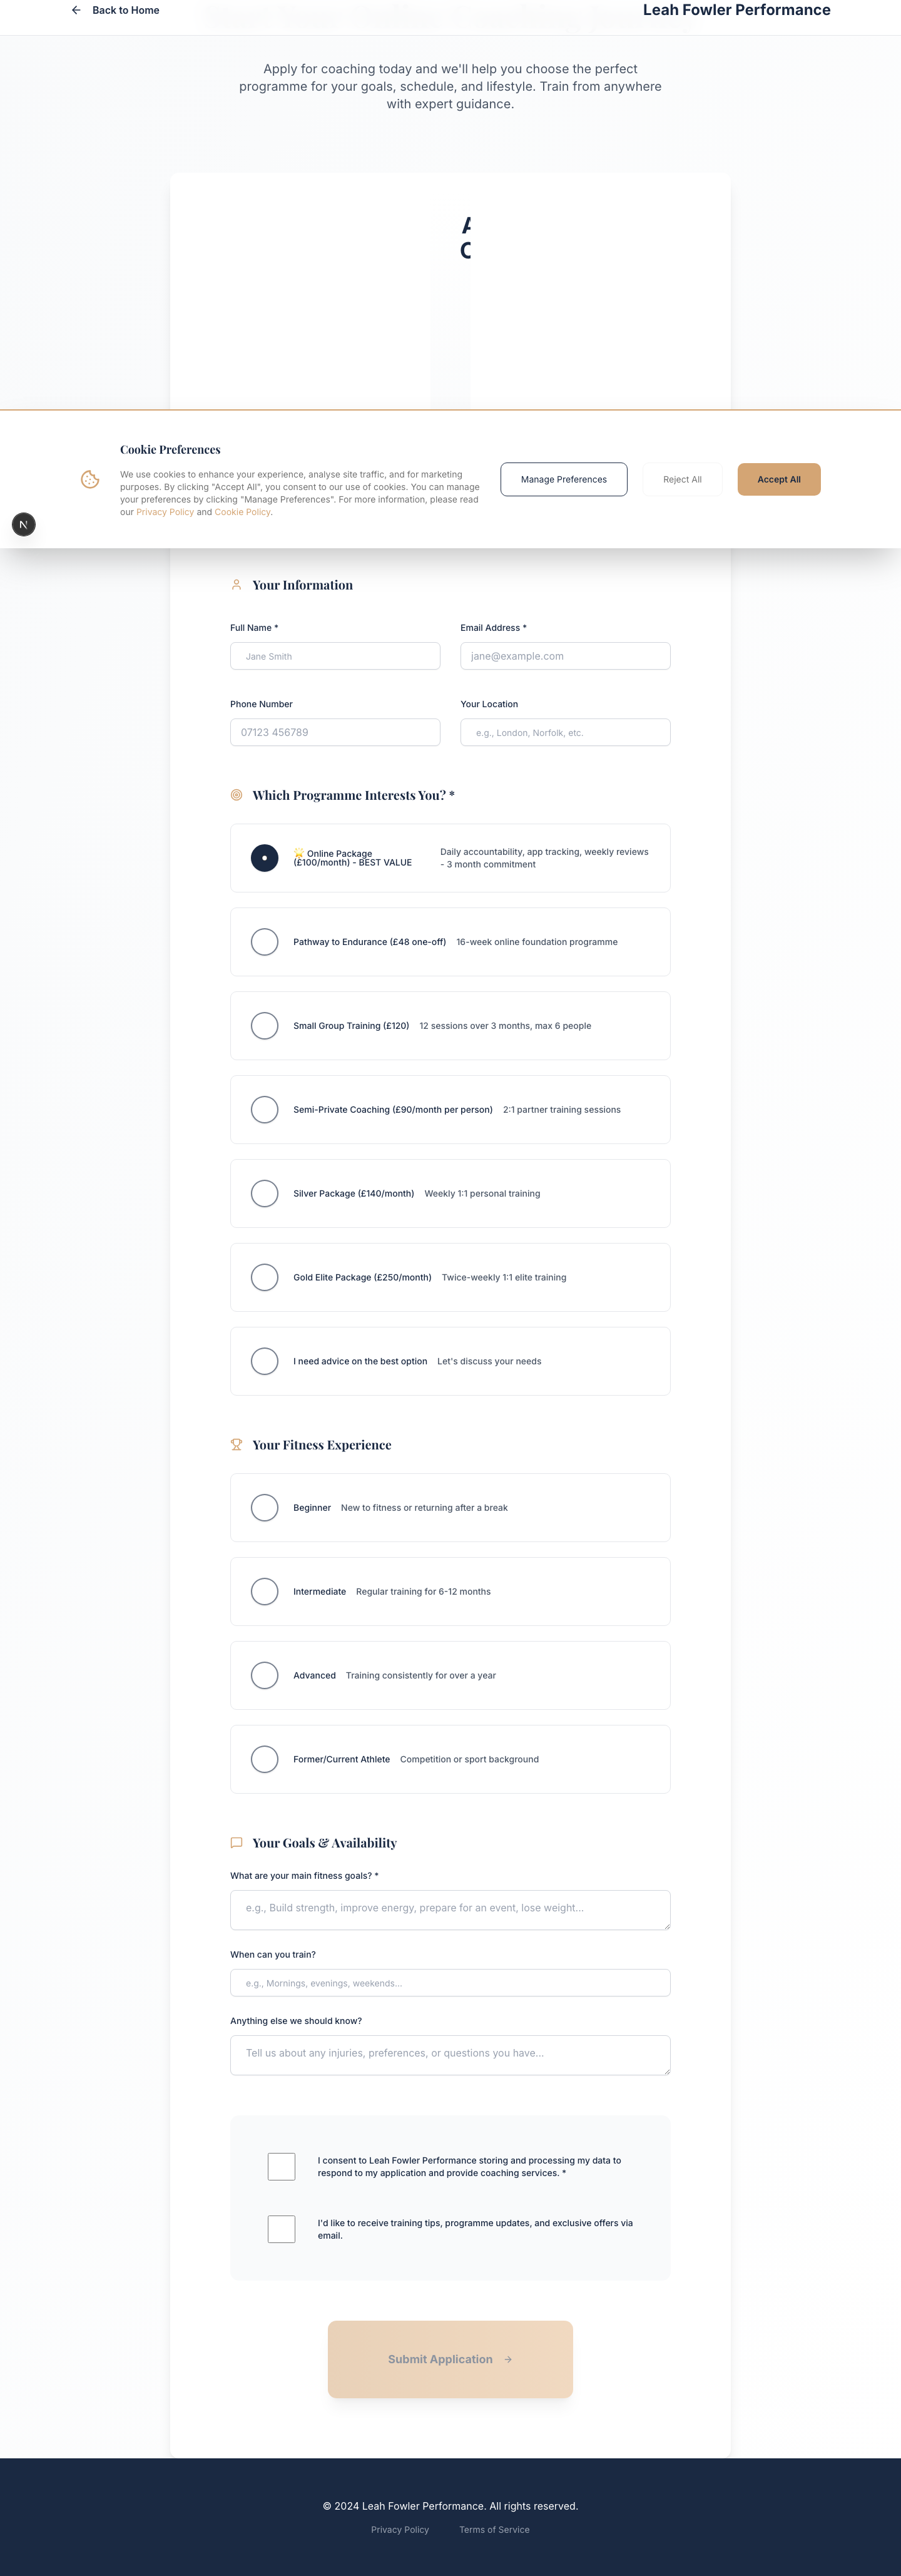 Back to Home
Leah Fowler Performance
Apply for coaching today and we'll help you choose the perfect
programme for your goals, schedule, and lifestyle. Train from anywhere
with expert guidance.
Cookie Preferences
We use cookies to enhance your experience, analyse site traffic, and for marketing
purposes. By clicking "Accept All", you consent to our use of cookies. You can manage
your preferences by clicking "Manage Preferences". For more information, please read
our Privacy Policy and Cookie Policy.
Manage Preferences
Reject All
Accept All
N
Your Information
Full Name *
Email Address *
Jane Smith
jane@example.com
Phone Number
Your Location
07123 456789
e.g., London, Norfolk, etc.
Which Programme Interests You? *
Online Package
(£100/month) - BEST VALUE
Daily accountability, app tracking, weekly reviews
- 3 month commitment
Pathway to Endurance (£48 one-off) 16-week online foundation programme
Small Group Training (£120) 12 sessions over 3 months, max 6 people
Semi-Private Coaching (£90/month per person) 2:1 partner training sessions
Silver Package (£140/month) Weekly 1:1 personal training
Gold Elite Package (£250/month) Twice-weekly 1:1 elite training
I need advice on the best option Let's discuss your needs
Your Fitness Experience
Beginner New to fitness or returning after a break
Intermediate Regular training for 6-12 months
Advanced Training consistently for over a year
Former/Current Athlete Competition or sport background
Your Goals & Availability
What are your main fitness goals? *
e.g., Build strength, improve energy, prepare for an event, lose weight...
When can you train?
e.g., Mornings, evenings, weekends...
Anything else we should know?
Tell us about any injuries, preferences, or questions you have...
I consent to Leah Fowler Performance storing and processing my data to
respond to my application and provide coaching services. *
I'd like to receive training tips, programme updates, and exclusive offers via
email.
Submit Application
© 2024 Leah Fowler Performance. All rights reserved.
Privacy Policy
Terms of Service